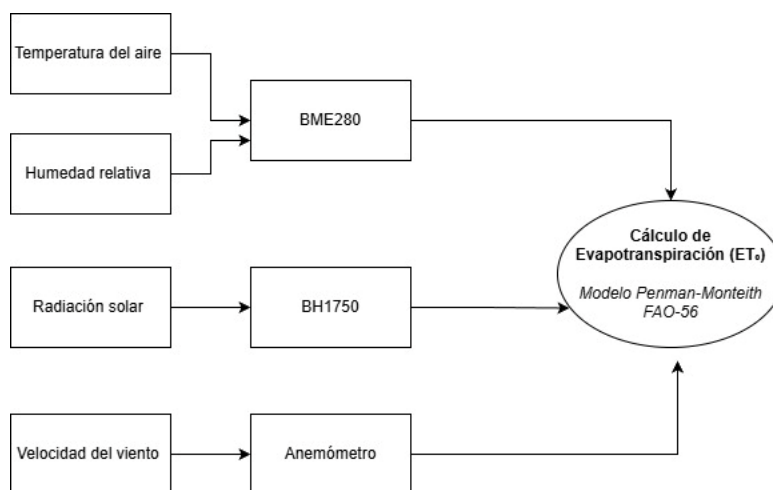 Temperatura del aire
BME280
Humedad relativa
Cálculo de
Evapotranspiración (ET₀)
Modelo Penman-Monteith
FAO-56
Radiación solar
BH1750
Velocidad del viento
Anemómetro